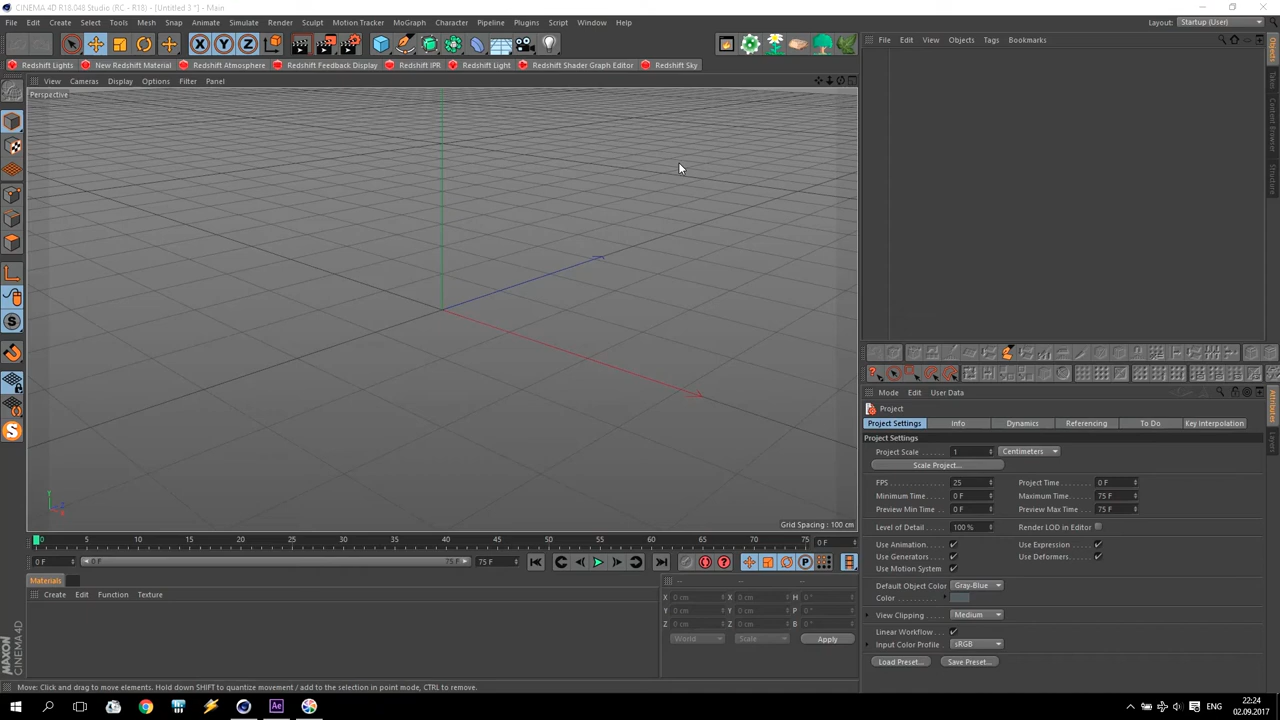 CINEMA 4D R18.048 Studio (RC - R18) - [Untitled 3 *] - Main
File Edit Create Select Tools Mesh Snap Animate Simulate Render Sculpt Motion Tracker MoGraph Character Pipeline Plugins Script Window Help Layout: Startup (User)
File Edit View Objects Tags Bookmarks
X Y Z
Redshift Lights New Redshift Material Redshift Atmosphere Redshift Feedback Display Redshift IPR Redshift Light Redshift Shader Graph Editor Redshift Sky
View Cameras Display Options Filter Panel
Perspective
Objects
Takes
Content Browser
Structure
Y
Z
X
Grid Spacing : 100 cm
0 5 10 15 20 25 30 35 40 45 50 55 60 65 70 75 0 F
0 F 0 F 75 F 75 F
Materials
Create Edit Function Texture
-- -- --
X 0 cm X 0 cm H 0 °
Y 0 cm Y 0 cm P 0 °
Z 0 cm Z 0 cm B 0 °
World Scale Apply
Mode Edit User Data
Attributes
Layers
Project
Project Settings Info Dynamics Referencing To Do Key Interpolation
Project Settings
Project Scale 1 Centimeters
Scale Project...
FPS 25 Project Time 0 F
Minimum Time 0 F Maximum Time 75 F
Preview Min Time 0 F Preview Max Time 75 F
Level of Detail 100 % Render LOD in Editor
Use Animation Use Expression
Use Generators Use Deformers
Use Motion System
Default Object Color Gray-Blue
Color
View Clipping Medium
Linear Workflow
Input Color Profile sRGB
Load Preset... Save Preset...
MAXON
CINEMA 4D
Move: Click and drag to move elements. Hold down SHIFT to quantize movement / add to the selection in point mode, CTRL to remove.
Ae
ENG
22:24
02.09.2017